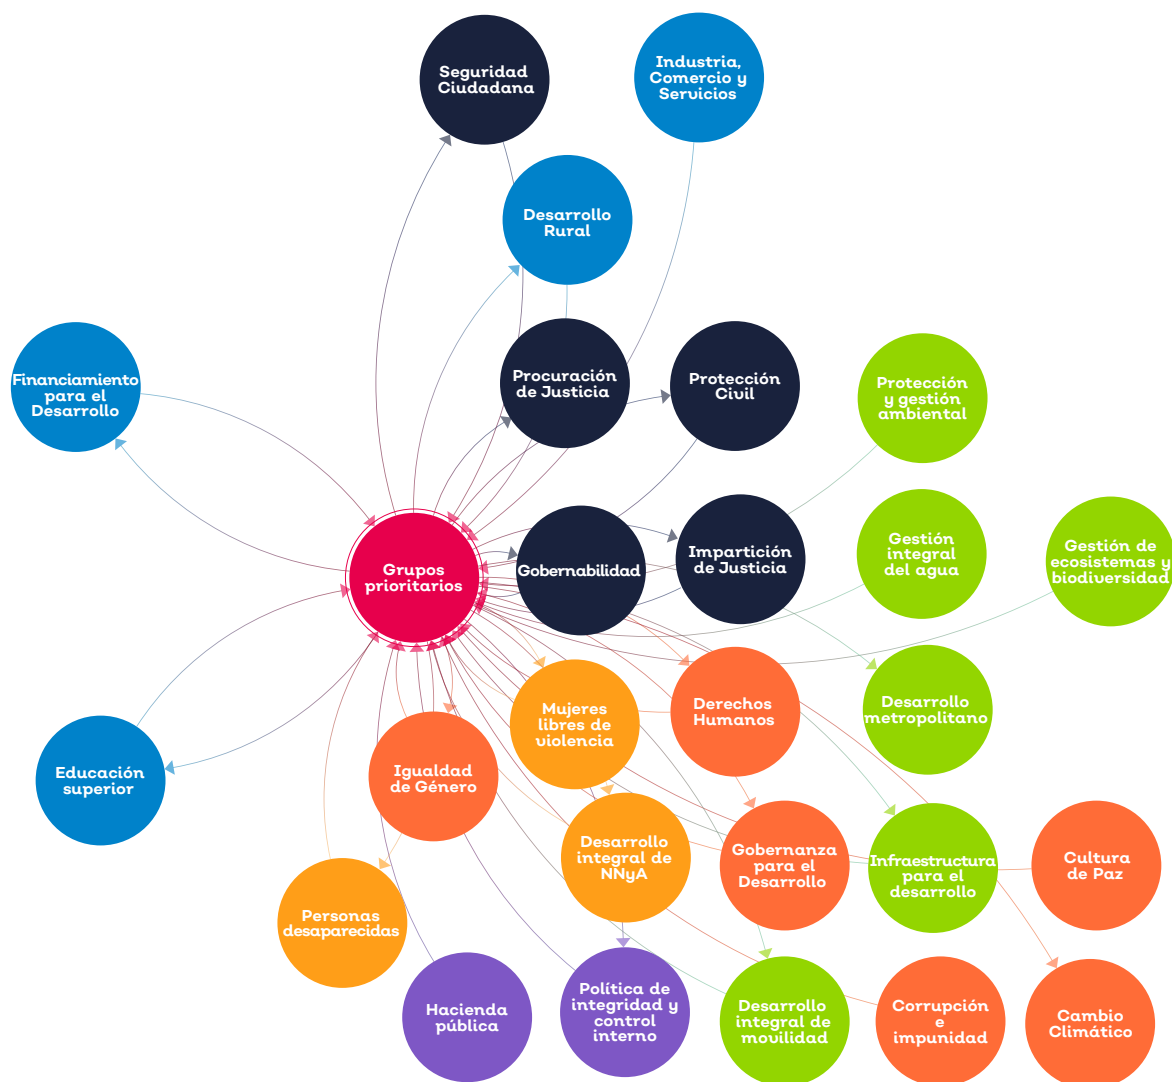 Seguridad
Ciudadana
Industria,
Comercio y
Servicios
Desarrollo
Rural
Financiamiento
para el
Desarrollo
Procuración
de Justicia
Protección
Civil
Protección
y gestión
ambiental
Grupos
prioritarios
Gobernabilidad
Impartición
de Justicia
Gestión
integral
del agua
Gestión de
ecosistemas y
biodiversidad
Mujeres
libres de
violencia
Derechos
Humanos
Desarrollo
metropolitano
Educación
superior
Igualdad
de Género
Desarrollo
integral de
NNyA
Gobernanza
para el
Desarrollo
Infraestructura
para el
desarrollo
Cultura
de Paz
Personas
desaparecidas
Hacienda
pública
Política de
integridad y
control
interno
Desarrollo
integral de
movilidad
Corrupción
e
impunidad
Cambio
Climático